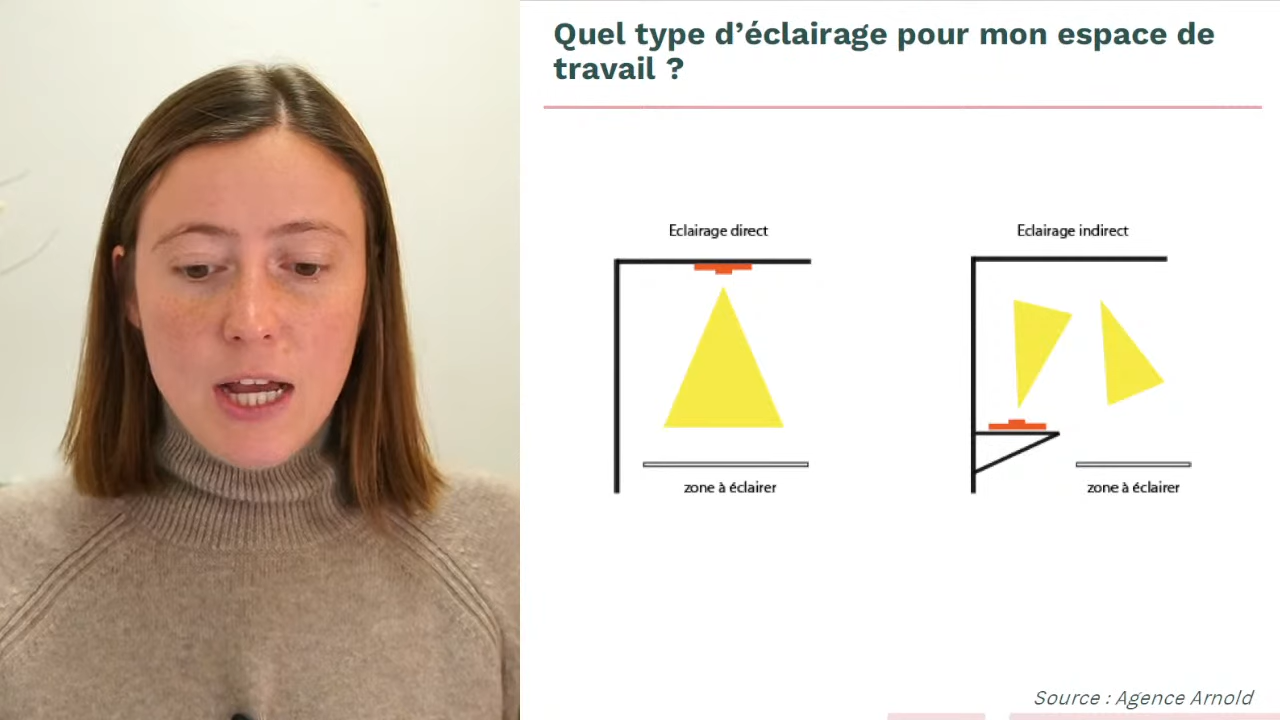 Quel type d'éclairage pour mon espace de
travail ?
Eclairage direct
Eclairage indirect
zone à éclairer
zone à éclairer
Source : Agence Arnold